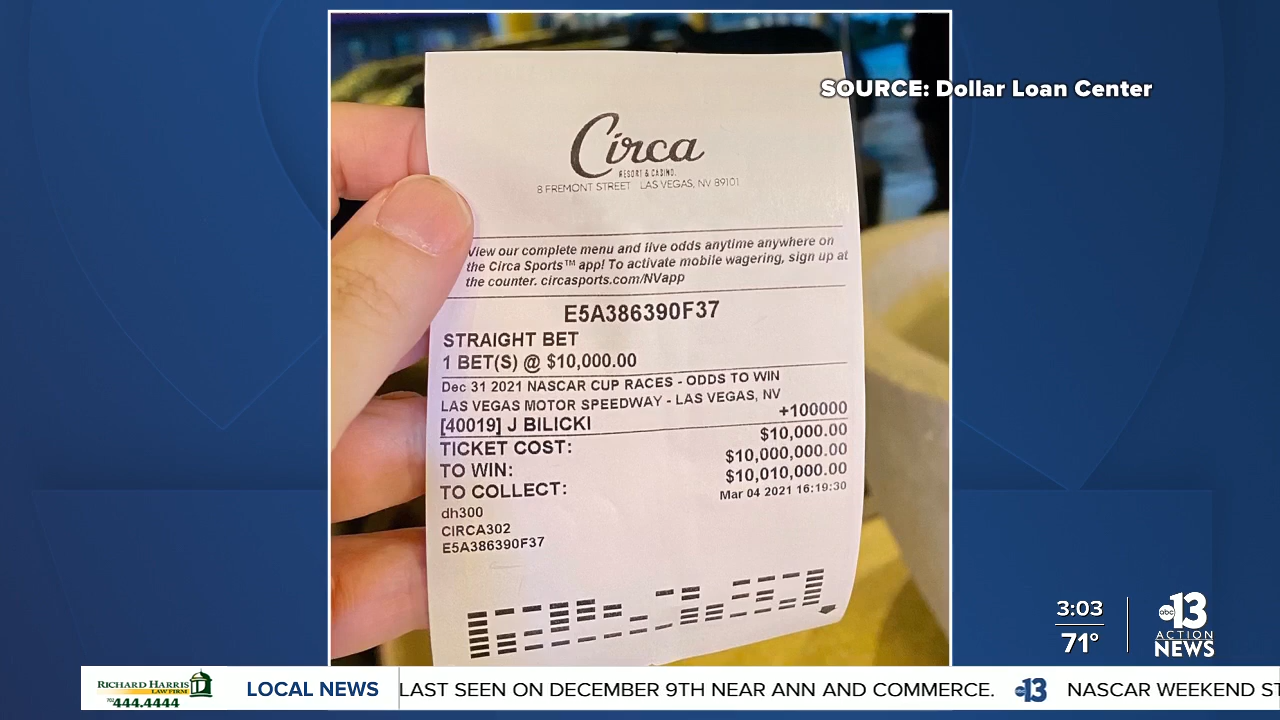 SOURCE: Dollar Loan Center
Circa
RESORT & CASINO.
8 FREMONT STREET LAS VEGAS, NV 89101
View our complete menu and live odds anytime anywhere on
the Circa Sports™ app! To activate mobile wagering, sign up at
the counter. circasports.com/NVapp
E5A386390F37
STRAIGHT BET
1 BET(S) @ $10,000.00
Dec 31 2021 NASCAR CUP RACES - ODDS TO WIN
LAS VEGAS MOTOR SPEEDWAY - LAS VEGAS, NV
[40019] J BILICKI +100000
TICKET COST: $10,000.00
TO WIN: $10,000,000.00
TO COLLECT: $10,010,000.00
Mar 04 2021 16:19:30
dh300
CIRCA302
E5A386390F37
3:03
71°
abc 13
ACTION
NEWS
RICHARD HARRIS
LAW FIRM
702 444.4444
LOCAL NEWS
LAST SEEN ON DECEMBER 9TH NEAR ANN AND COMMERCE. abc 13 NASCAR WEEKEND ST